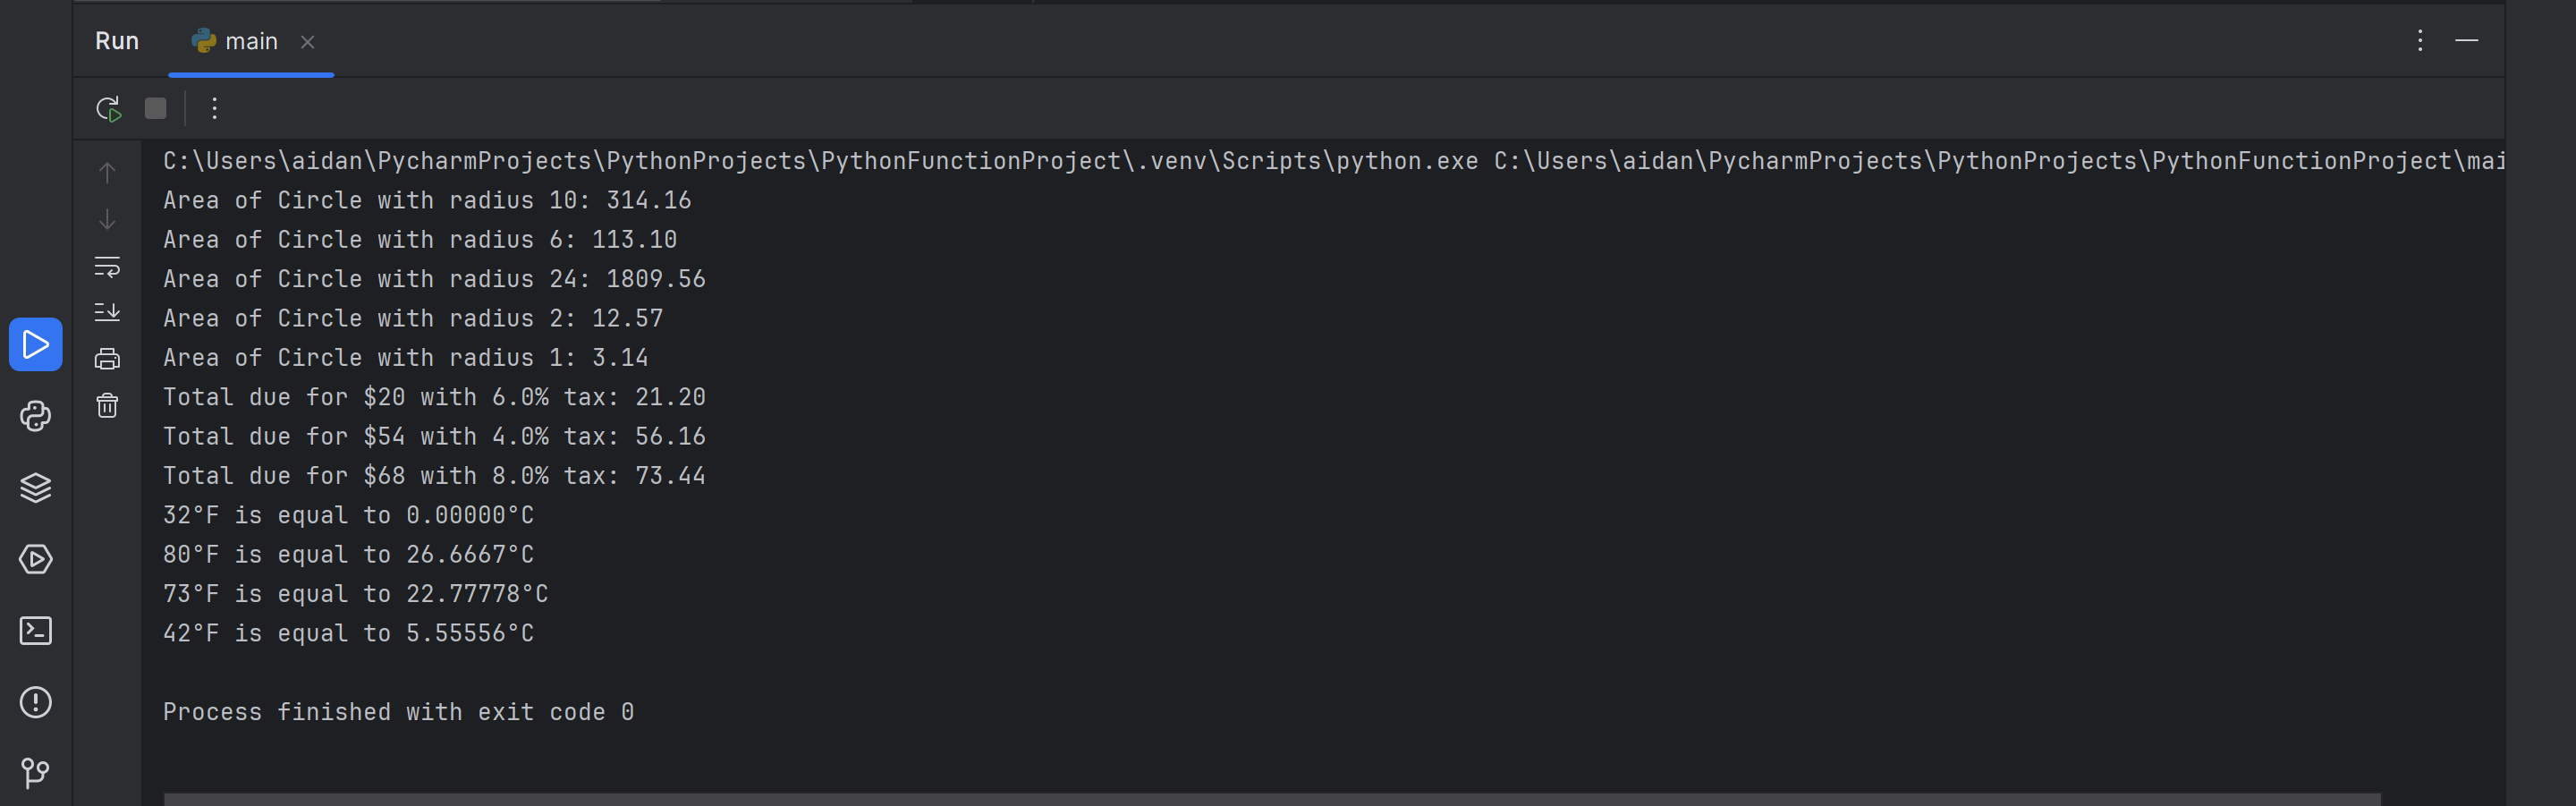 Run main
C:\Users\aidan\PycharmProjects\PythonProjects\PythonFunctionProject\.venv\Scripts\python.exe C:\Users\aidan\PycharmProjects\PythonProjects\PythonFunctionProject\mai
Area of Circle with radius 10: 314.16
Area of Circle with radius 6: 113.10
Area of Circle with radius 24: 1809.56
Area of Circle with radius 2: 12.57
Area of Circle with radius 1: 3.14
Total due for $20 with 6.0% tax: 21.20
Total due for $54 with 4.0% tax: 56.16
Total due for $68 with 8.0% tax: 73.44
32°F is equal to 0.00000°C
80°F is equal to 26.6667°C
73°F is equal to 22.77778°C
42°F is equal to 5.55556°C
Process finished with exit code 0